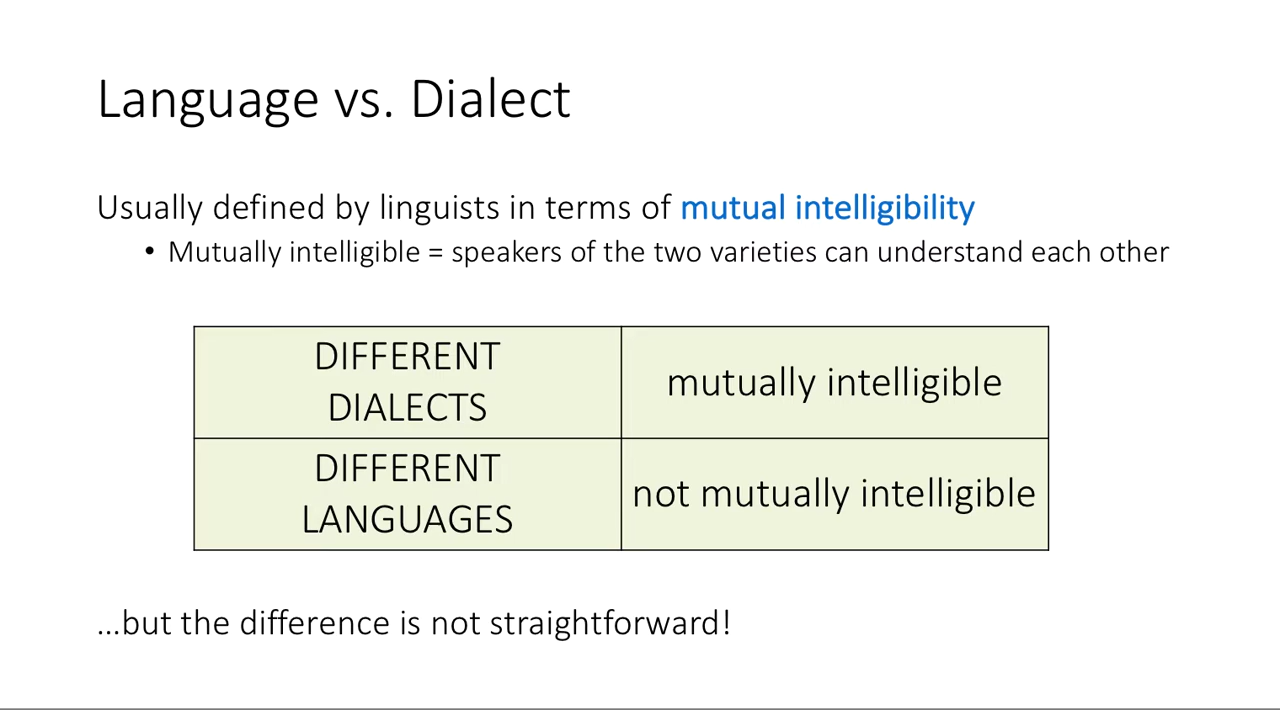 Language vs. Dialect
Usually defined by linguists in terms of mutual intelligibility
• Mutually intelligible = speakers of the two varieties can understand each other
DIFFERENT
DIALECTS
mutually intelligible
DIFFERENT
LANGUAGES
not mutually intelligible
...but the difference is not straightforward!